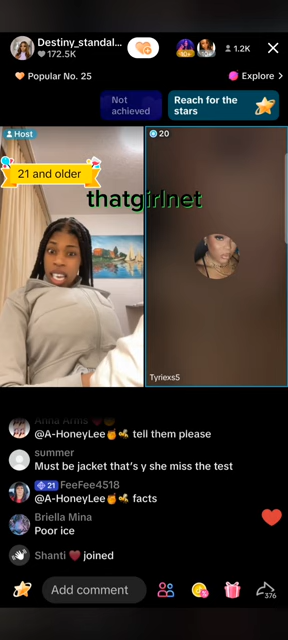 Destiny_standal...
172.5K
10+
10+
1.2K
Popular No. 25
Explore >
Not achieved
Reach for the stars
Host
20
21 and older
thatgirlnet
Tyriexs5
Anna Anns
@A-HoneyLee tell them please
summer
Must be jacket that's y she miss the test
21 FeeFee4518
@A-HoneyLee facts
Briella Mina
Poor ice
Shanti joined
Add comment
376